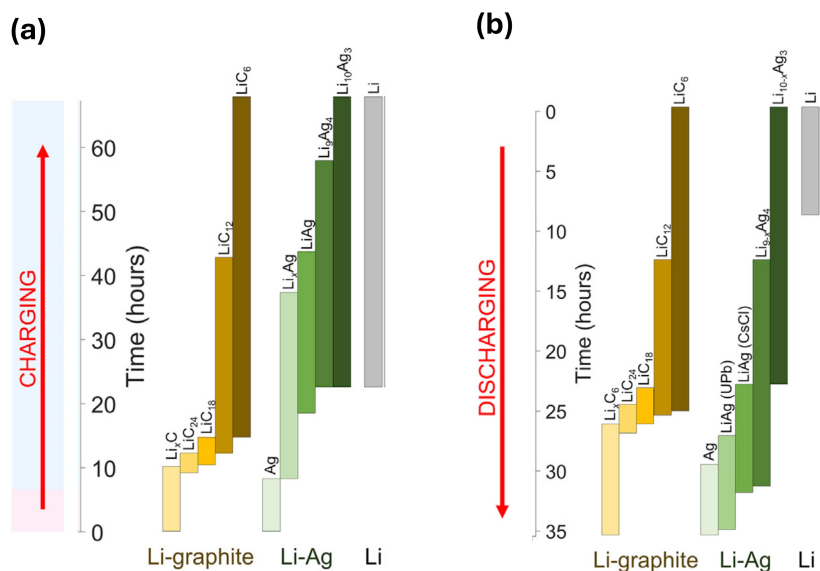 (a)
CHARGING
Time (hours)
60
50
40
30
20
10
0
LiₓC
LiC₂₄
LiC₁₈
LiC₁₂
LiC₆
Ag
LiₓAg
LiAg
Li₉Ag₄
Li₁₀Ag₃
Li
Li-graphite
Li-Ag
Li
(b)
DISCHARGING
Time (hours)
0
5
10
15
20
25
30
35
LiₓC₆
LiC₂₄
LiC₁₈
LiC₁₂
LiC₆
Ag
LiAg (UPb)
LiAg (CsCl)
Li₉₋ₓAg₄
Li₁₀₋ₓAg₃
Li
Li-graphite
Li-Ag
Li